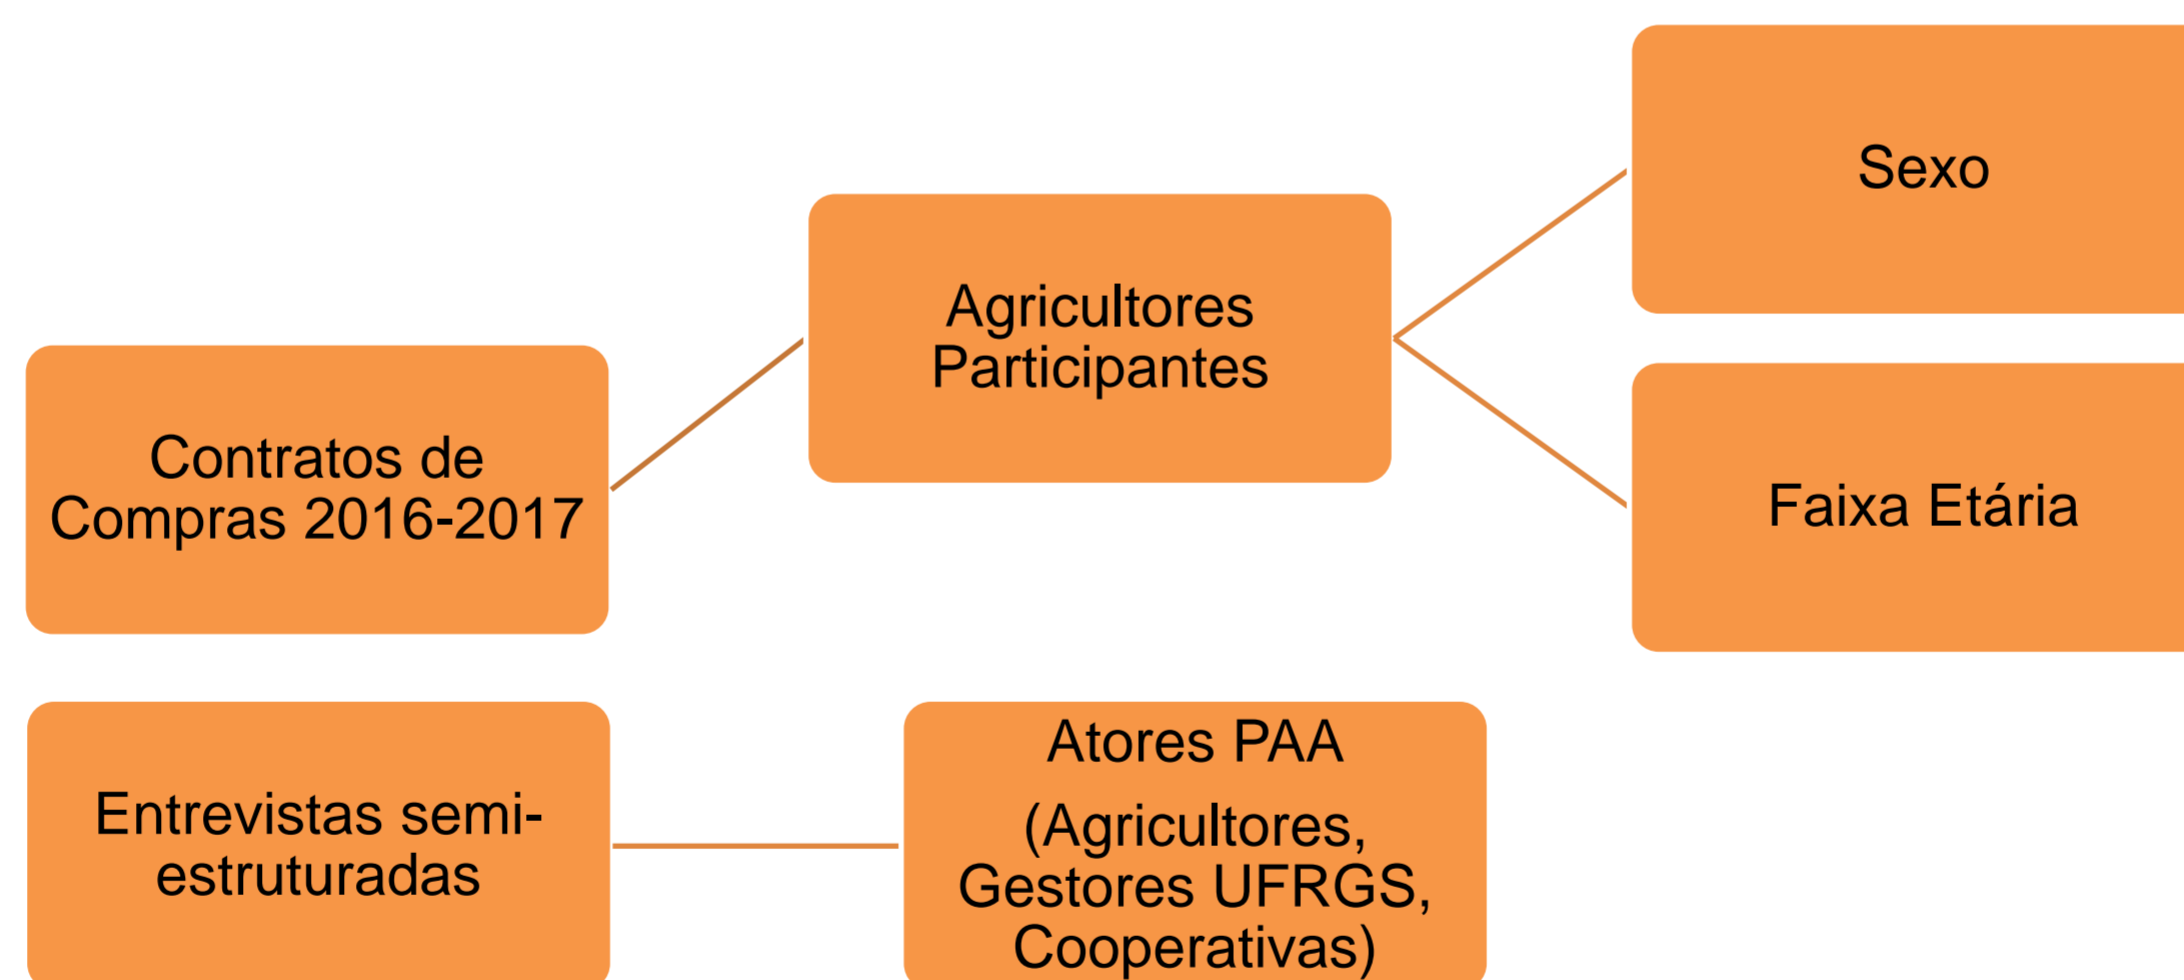 Sexo
Agricultores
Participantes
Contratos de
Compras 2016-2017
Faixa Etária
Entrevistas semi-
estruturadas
Atores PAA
(Agricultores,
Gestores UFRGS,
Cooperativas)